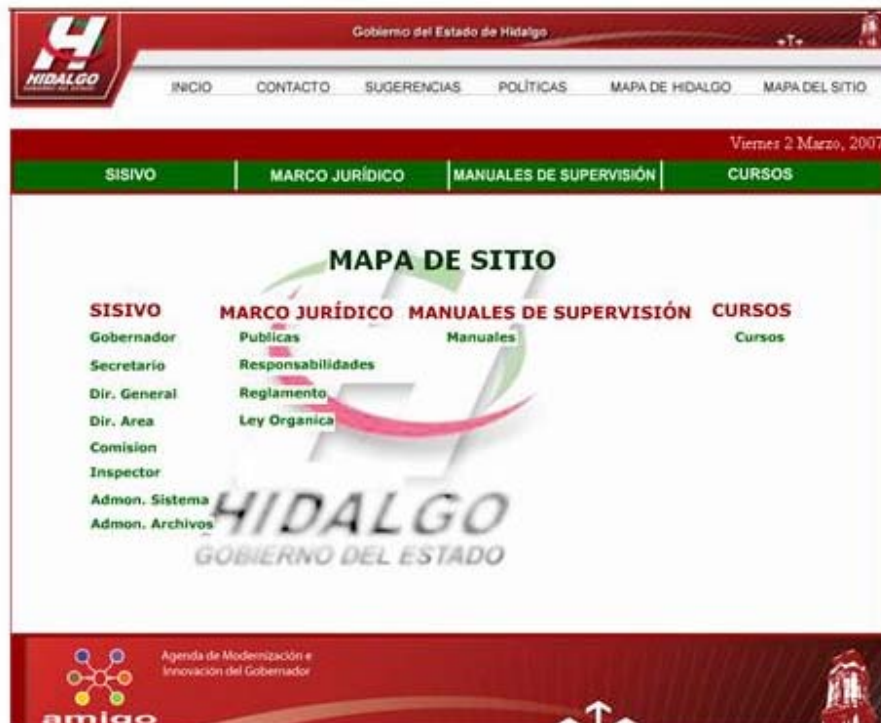 Gobierno del Estado de Hidalgo
HIDALGO
INICIO CONTACTO SUGERENCIAS POLÍTICAS MAPA DE HIDALGO MAPA DEL SITIO
Viernes 2 Marzo, 2007
SISIVO MARCO JURÍDICO MANUALES DE SUPERVISIÓN CURSOS
MAPA DE SITIO
SISIVO MARCO JURÍDICO MANUALES DE SUPERVISIÓN CURSOS
Gobernador Publicas Manuales Cursos
Secretario Responsabilidades
Dir. General Reglamento
Dir. Area Ley Organica
Comision
Inspector
Admon. Sistema
Admon. Archivos
HIDALGO
GOBIERNO DEL ESTADO
Agenda de Modernización e
Innovación del Gobernador
amigo